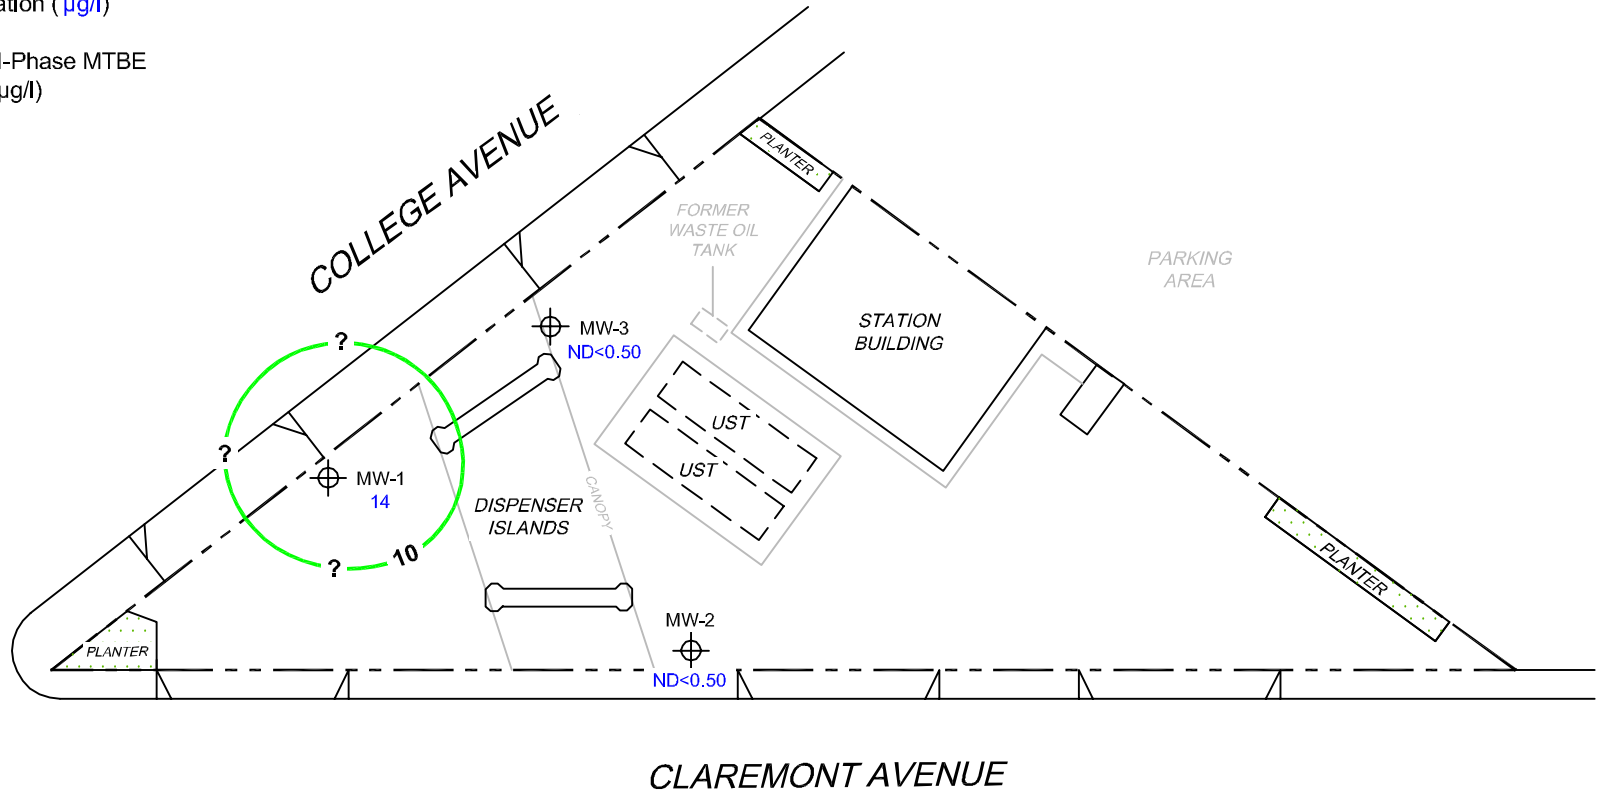 ation ( µg/l)
l-Phase MTBE
µg/l)
COLLEGE AVENUE
PLANTER
FORMER
WASTE OIL
TANK
PARKING
AREA
STATION
BUILDING
MW-3
ND<0.50
?
?
MW-1
14
UST
UST
CANOPY
DISPENSER
ISLANDS
10
?
PLANTER
MW-2
ND<0.50
PLANTER
CLAREMONT AVENUE